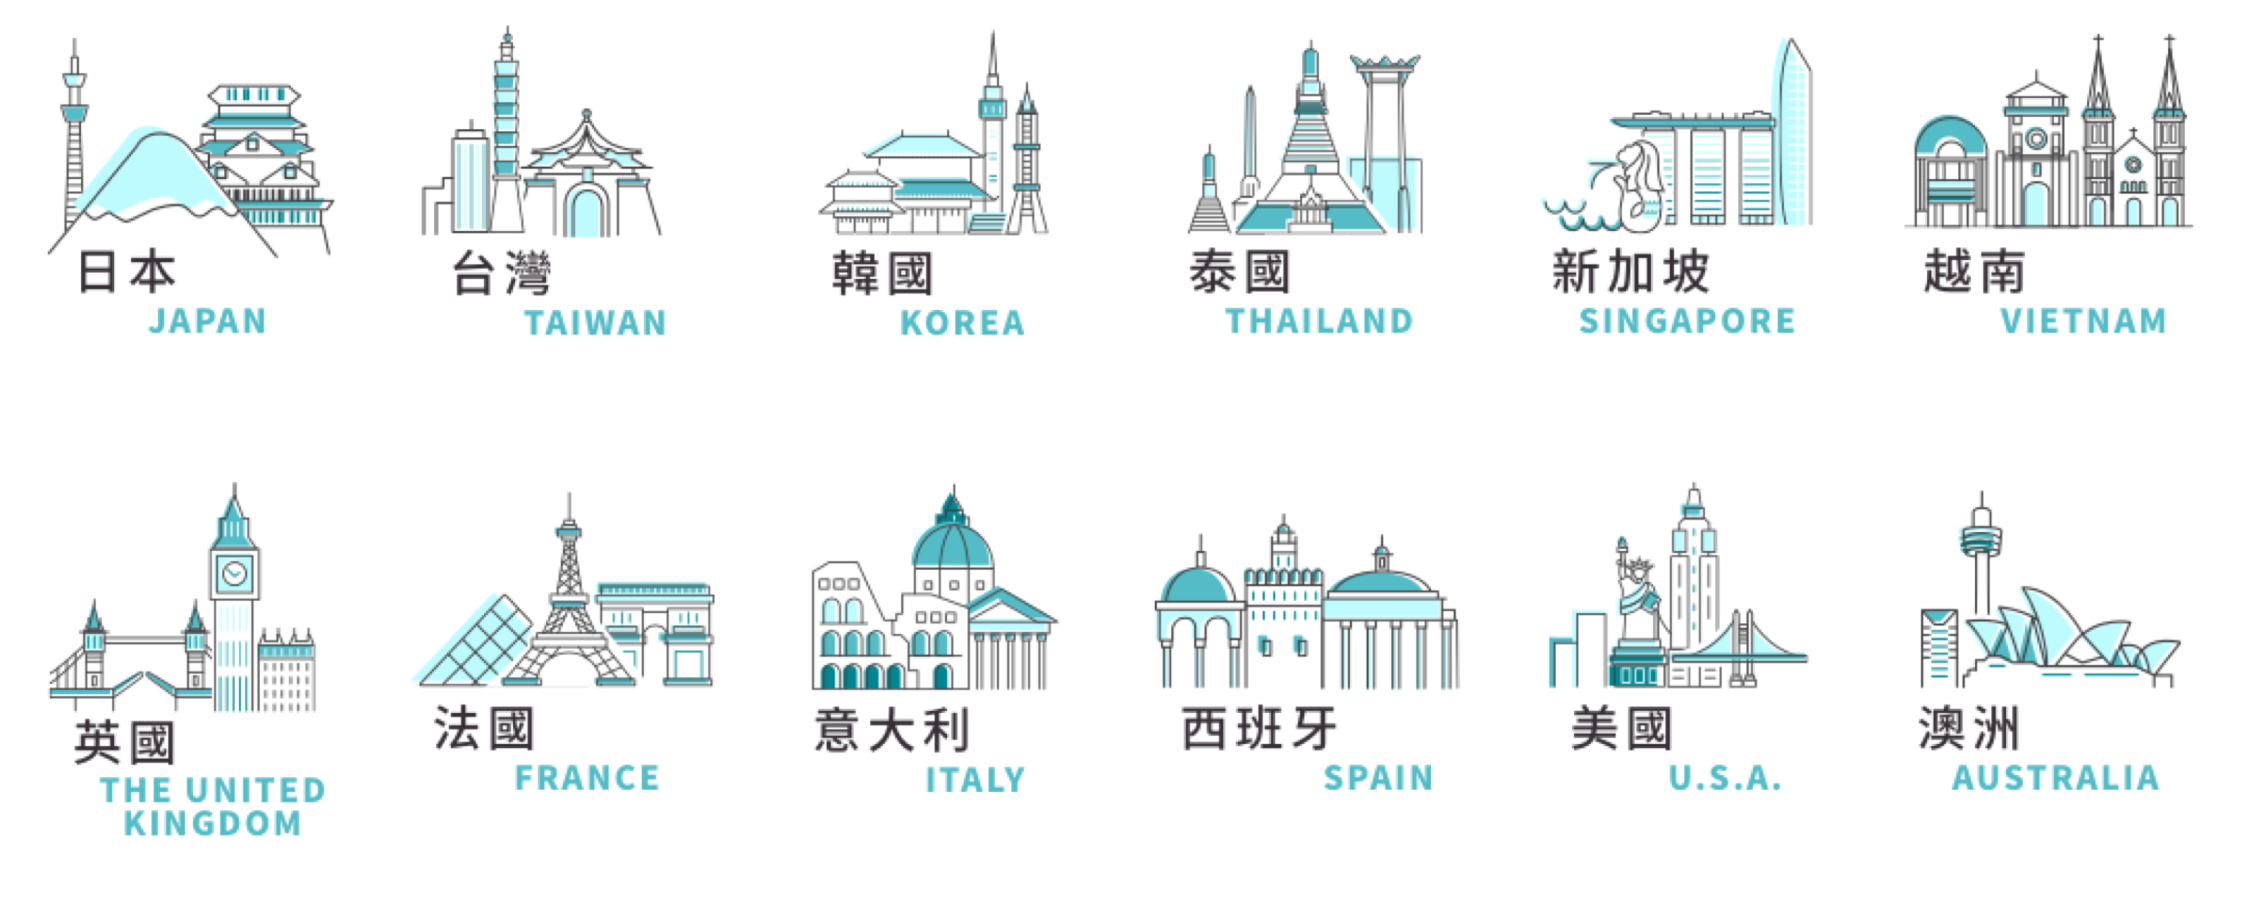 日本
JAPAN
台灣
TAIWAN
韓國
KOREA
泰國
THAILAND
新加坡
SINGAPORE
越南
VIETNAM
英國
THE UNITED
KINGDOM
法國
FRANCE
意大利
ITALY
西班牙
SPAIN
美國
U.S.A.
澳洲
AUSTRALIA